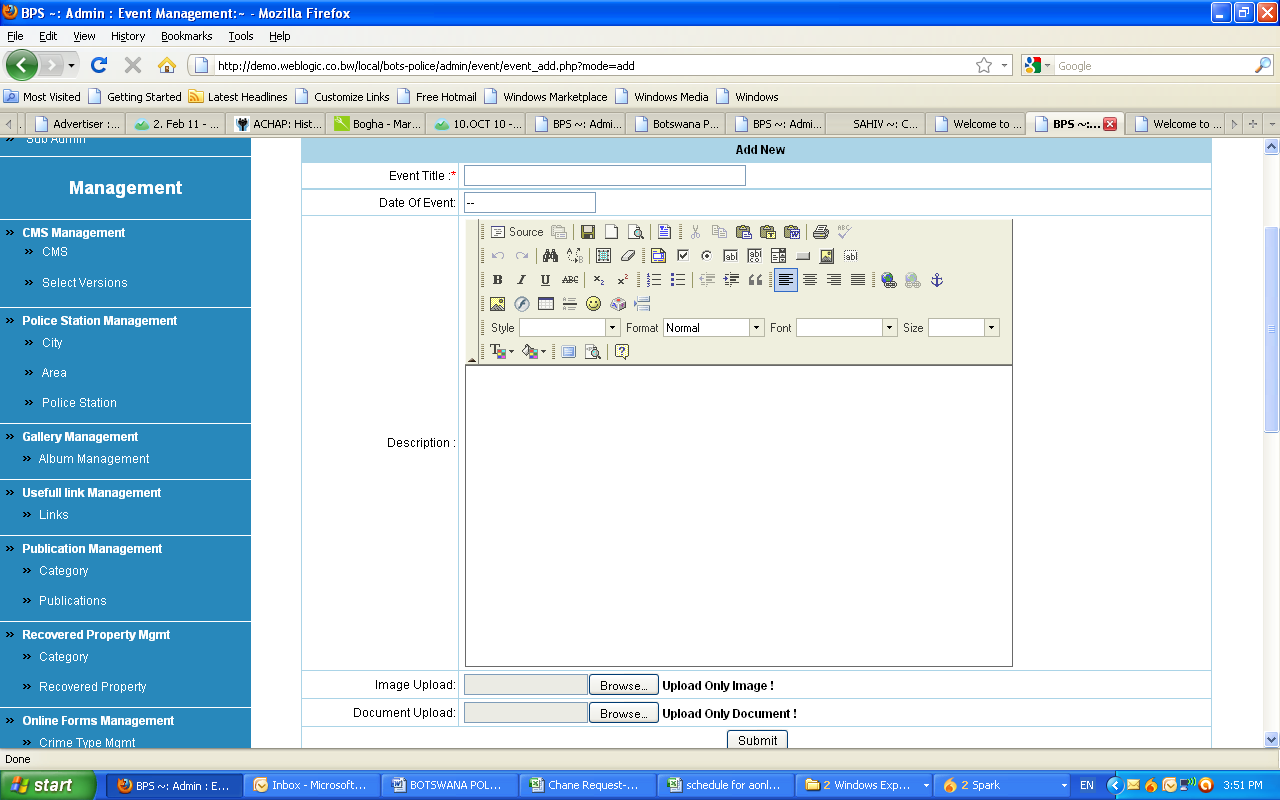 BPS ~: Admin : Event Management:~ - Mozilla Firefox
File Edit View History Bookmarks Tools Help
http://demo.weblogic.co.bw/local/bots-police/admin/event/event_add.php?mode=add
Google
Most Visited Getting Started Latest Headlines Customize Links Free Hotmail Windows Marketplace Windows Media Windows
Advertiser :... 2. Feb 11 - ... ACHAP: Hist... Bogha - Mar... 10.OCT 10 -... BPS ~: Admi... Botswana P... BPS ~: Admi... SAHIV ~: C... Welcome to ... BPS ~:... Welcome to ...
Sub Admin
Management
CMS Management
CMS
Select Versions
Police Station Management
City
Area
Police Station
Gallery Management
Album Management
Usefull link Management
Links
Publication Management
Category
Publications
Recovered Property Mgmt
Category
Recovered Property
Online Forms Management
Crime Type Mgmt
Add New
Event Title :*
Date Of Event: --
Source
ABC
B I U ABC
Style Format Normal Font Size
Description :
Image Upload: Browse... Upload Only Image !
Document Upload: Browse... Upload Only Document !
Submit
Done
start BPS ~: Admin : E... Inbox - Microsoft... BOTSWANA POL... Chane Request-... schedule for aonl... 2 Windows Exp... 2 Spark EN 3:51 PM